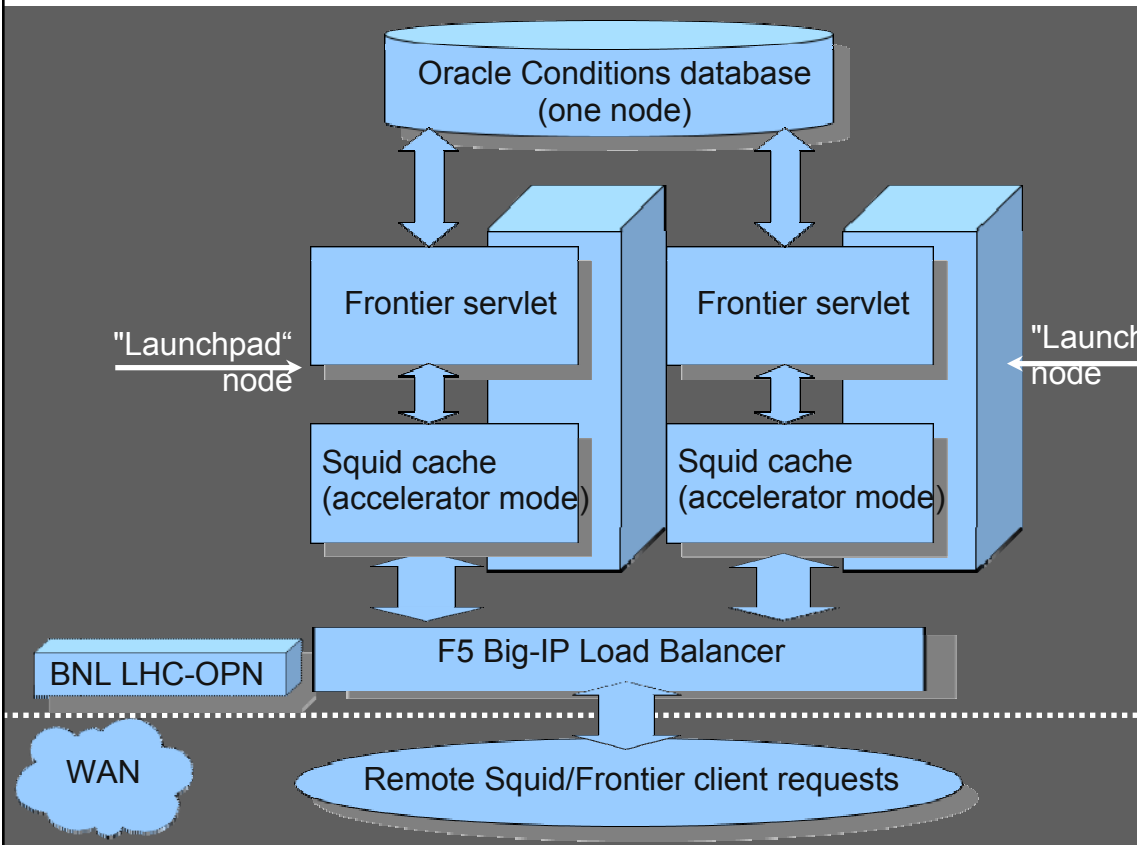 Oracle Conditions database
(one node)
Frontier servlet
Frontier servlet
"Launchpad“
node
"Launch
node
Squid cache
(accelerator mode)
Squid cache
(accelerator mode)
F5 Big-IP Load Balancer
BNL LHC-OPN
WAN
Remote Squid/Frontier client requests